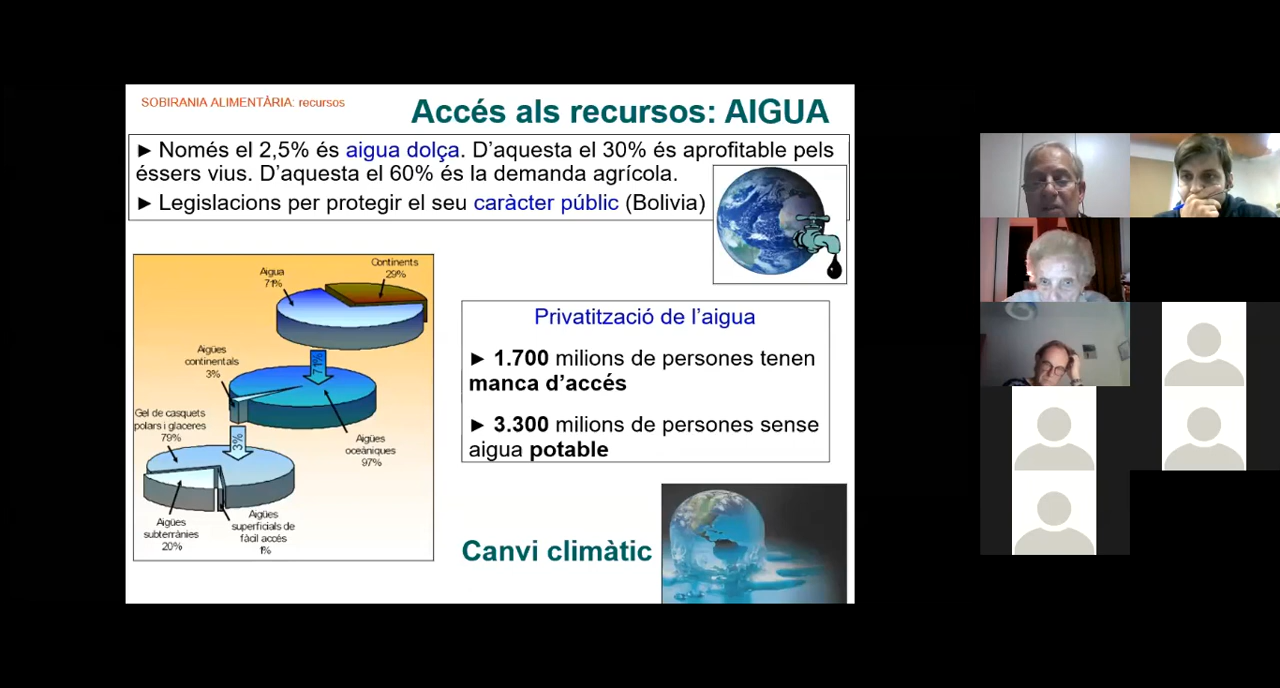 SOBIRANIA ALIMENTÀRIA: recursos
Accés als recursos: AIGUA
► Només el 2,5% és aigua dolça. D’aquesta el 30% és aprofitable pels
éssers vius. D’aquesta el 60% és la demanda agrícola.
► Legislacions per protegir el seu caràcter públic (Bolivia)
Continents
29%
Aigua
71%
71%
Aigües
continentals
3%
Aigües
oceàniques
97%
Gel de casquets
polars i glaceres
79%
3%
Aigües
subterrànies
20%
Aigües
superficials de
fàcil accés
1%
Privatització de l’aigua
► 1.700 milions de persones tenen
manca d’accés
► 3.300 milions de persones sense
aigua potable
Canvi climàtic